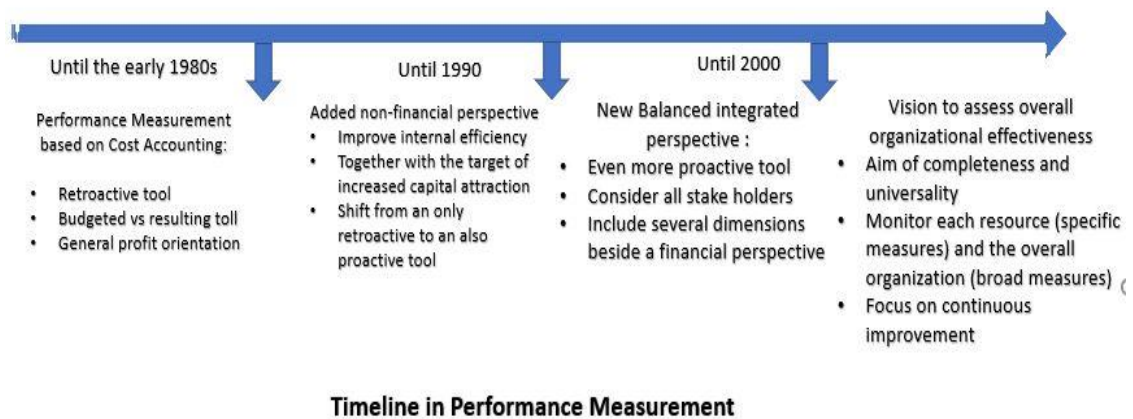 Until the early 1980s
Performance Measurement
based on Cost Accounting:
• Retroactive tool
• Budgeted vs resulting toll
• General profit orientation
Until 1990
Added non-financial perspective
• Improve internal efficiency
• Together with the target of
increased capital attraction
• Shift from an only
retroactive to an also
proactive tool
Until 2000
New Balanced integrated
perspective :
• Even more proactive tool
• Consider all stake holders
• Include several dimensions
beside a financial perspective
Vision to assess overall
organizational effectiveness
• Aim of completeness and
universality
• Monitor each resource (specific
measures) and the overall
organization (broad measures)
• Focus on continuous
improvement
Timeline in Performance Measurement